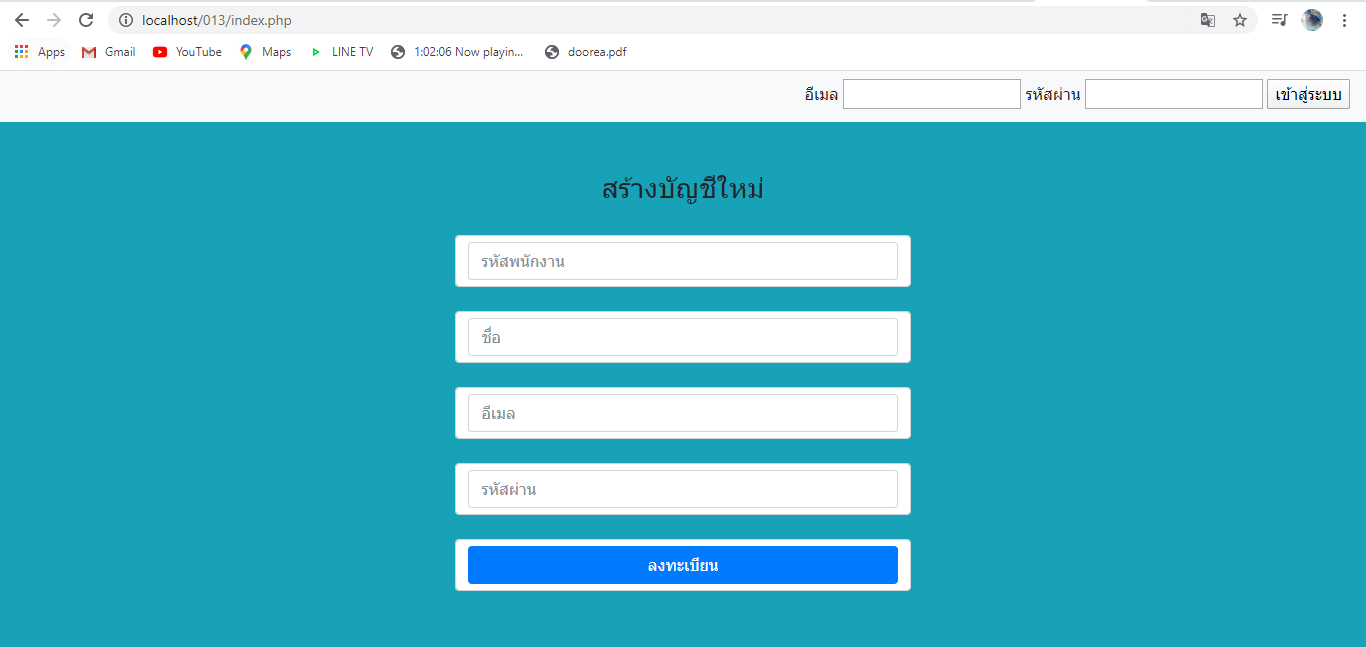 localhost/013/index.php
Apps Gmail YouTube Maps LINE TV 1:02:06 Now playin... doorea.pdf
อีเมล รหัสผ่าน เข้าสู่ระบบ
สร้างบัญชีใหม่
รหัสพนักงาน
ชื่อ
อีเมล
รหัสผ่าน
ลงทะเบียน